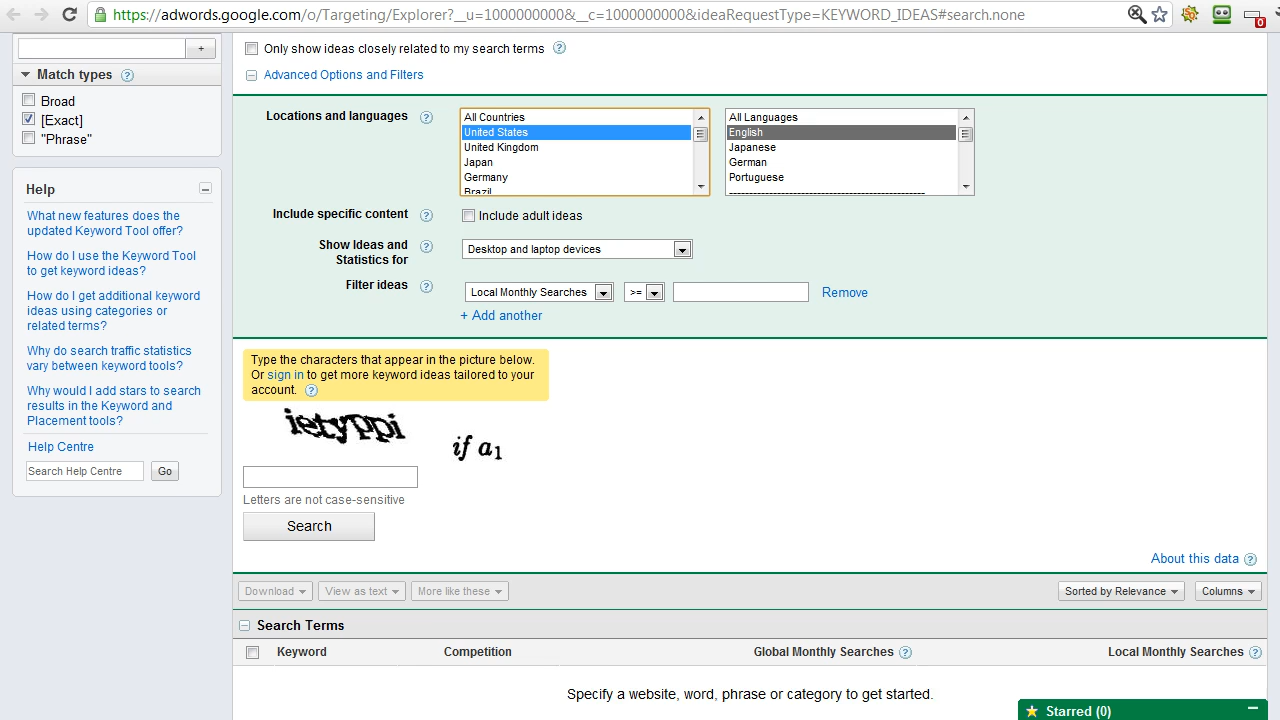 https://adwords.google.com/o/Targeting/Explorer?__u=1000000000&__c=1000000000&ideaRequestType=KEYWORD_IDEAS#search.none
0
+
Match types ?
Broad
[Exact]
"Phrase"
Help
What new features does the
updated Keyword Tool offer?
How do I use the Keyword Tool
to get keyword ideas?
How do I get additional keyword
ideas using categories or
related terms?
Why do search traffic statistics
vary between keyword tools?
Why would I add stars to search
results in the Keyword and
Placement tools?
Help Centre
Search Help Centre Go
Only show ideas closely related to my search terms ?
Advanced Options and Filters
Locations and languages ?
All Countries
United States
United Kingdom
Japan
Germany
Brazil
All Languages
English
Japanese
German
Portuguese
Include specific content ? Include adult ideas
Show Ideas and
Statistics for ? Desktop and laptop devices
Filter ideas ? Local Monthly Searches >= Remove
+ Add another
Type the characters that appear in the picture below.
Or sign in to get more keyword ideas tailored to your
account. ?
Letters are not case-sensitive
Search
About this data ?
Download View as text More like these Sorted by Relevance Columns
Search Terms
Keyword Competition Global Monthly Searches ? Local Monthly Searches ?
Specify a website, word, phrase or category to get started.
Starred (0)